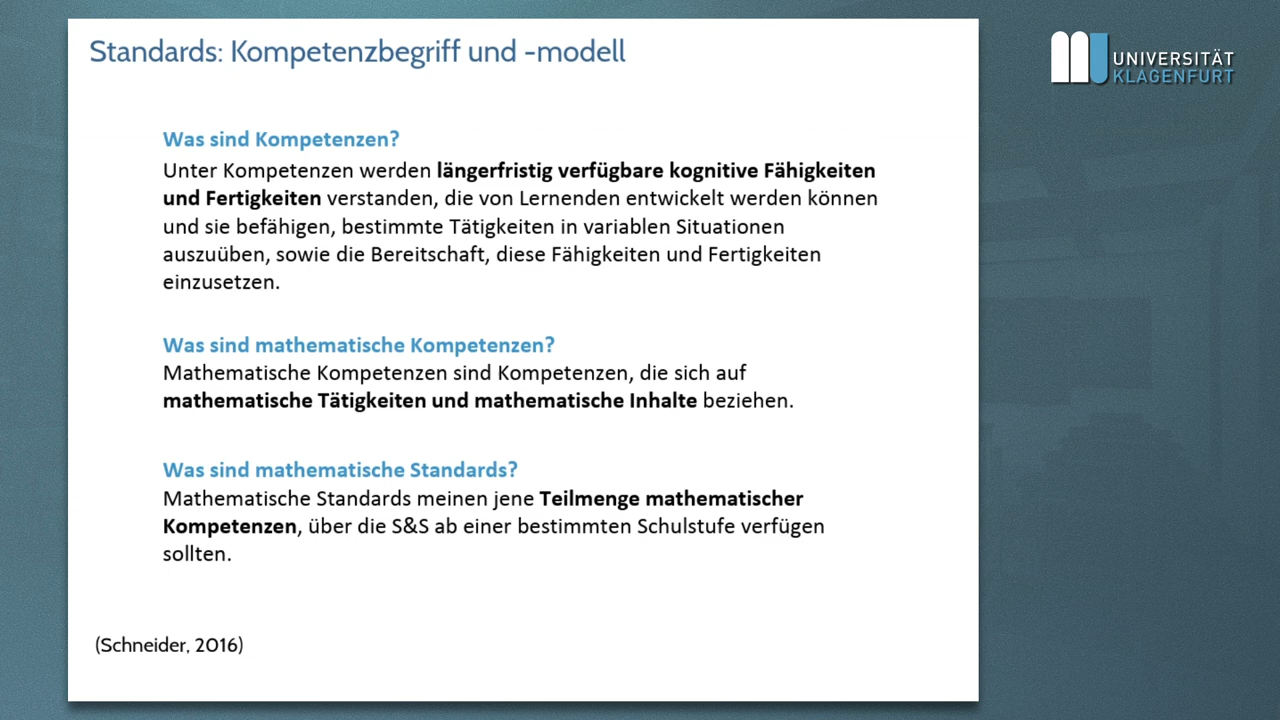 Standards: Kompetenzbegriff und -modell
UNIVERSITÄT
KLAGENFURT
Was sind Kompetenzen?
Unter Kompetenzen werden längerfristig verfügbare kognitive Fähigkeiten
und Fertigkeiten verstanden, die von Lernenden entwickelt werden können
und sie befähigen, bestimmte Tätigkeiten in variablen Situationen
auszuüben, sowie die Bereitschaft, diese Fähigkeiten und Fertigkeiten
einzusetzen.
Was sind mathematische Kompetenzen?
Mathematische Kompetenzen sind Kompetenzen, die sich auf
mathematische Tätigkeiten und mathematische Inhalte beziehen.
Was sind mathematische Standards?
Mathematische Standards meinen jene Teilmenge mathematischer
Kompetenzen, über die S&S ab einer bestimmten Schulstufe verfügen
sollten.
(Schneider, 2016)